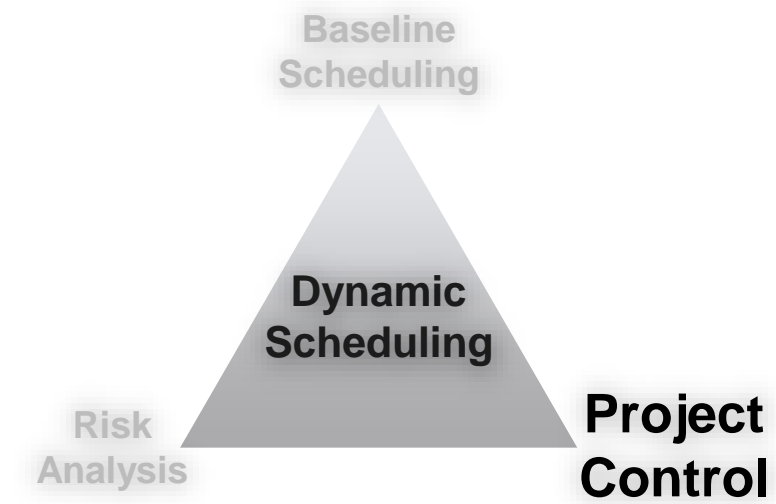 Baseline
Scheduling
Dynamic
Scheduling
Risk
Analysis
Project
Control